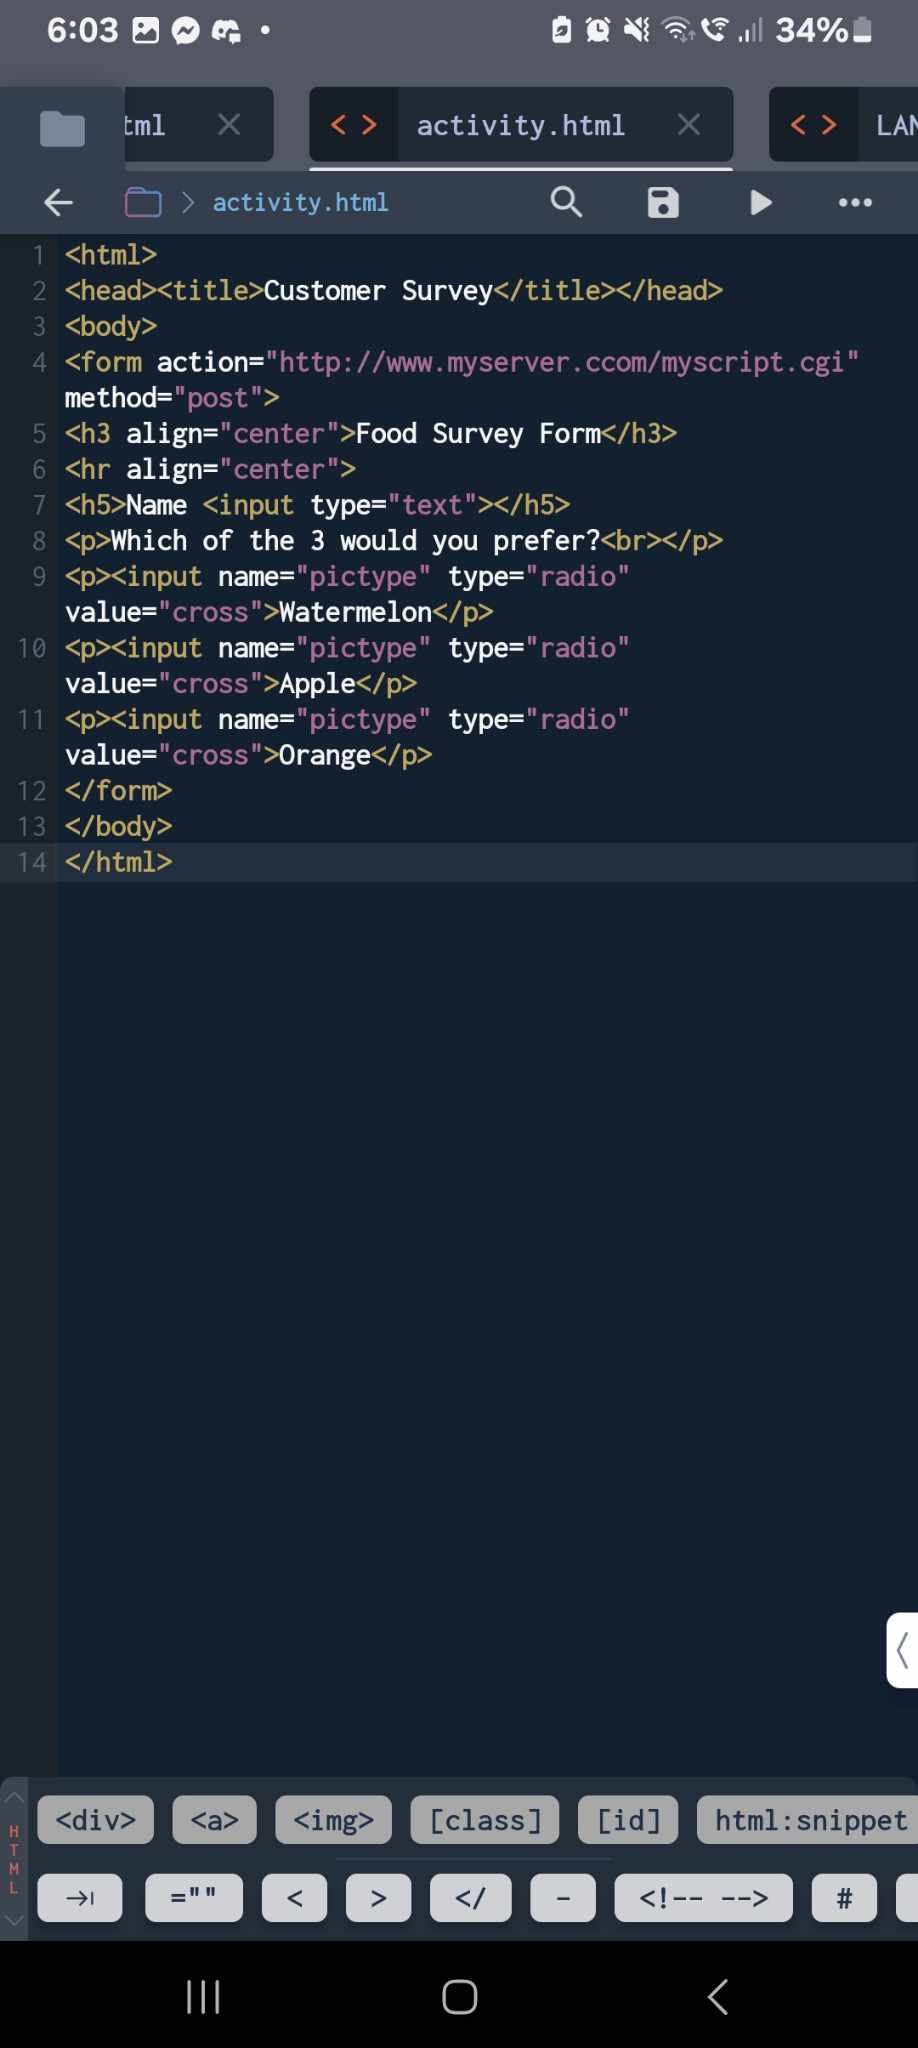 6:03 34%
tml activity.html LAN
activity.html
1 <html>
2 <head><title>Customer Survey</title></head>
3 <body>
4 <form action="http://www.myserver.ccom/myscript.cgi"
method="post">
5 <h3 align="center">Food Survey Form</h3>
6 <hr align="center">
7 <h5>Name <input type="text"></h5>
8 <p>Which of the 3 would you prefer?<br></p>
9 <p><input name="pictype" type="radio"
value="cross">Watermelon</p>
10 <p><input name="pictype" type="radio"
value="cross">Apple</p>
11 <p><input name="pictype" type="radio"
value="cross">Orange</p>
12 </form>
13 </body>
14 </html>
HTML
<div> <a> <img> [class] [id] html:snippet
="" < > </ - <!-- --> #